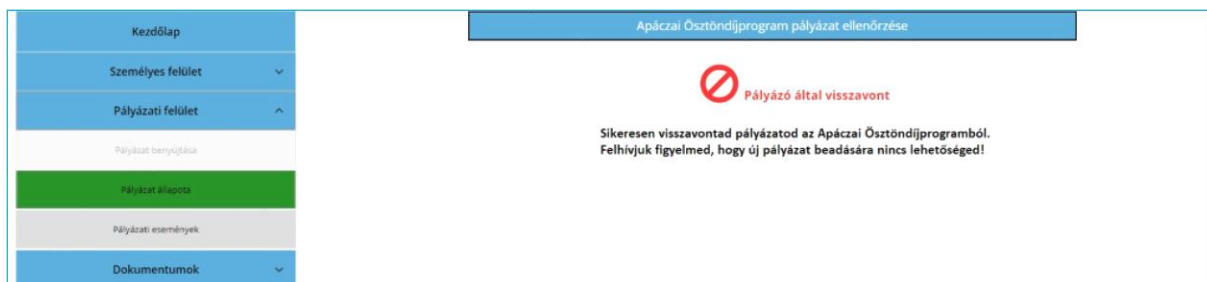 Kezdőlap
Személyes felület
Pályázati felület
Pályázat benyújtása
Pályázat állapota
Pályázati események
Dokumentumok
Apáczai Ösztöndíjprogram pályázat ellenőrzése
Pályázó által visszavont
Sikeresen visszavontad pályázatod az Apáczai Ösztöndíjprogramból.
Felhívjuk figyelmed, hogy új pályázat beadására nincs lehetőséged!